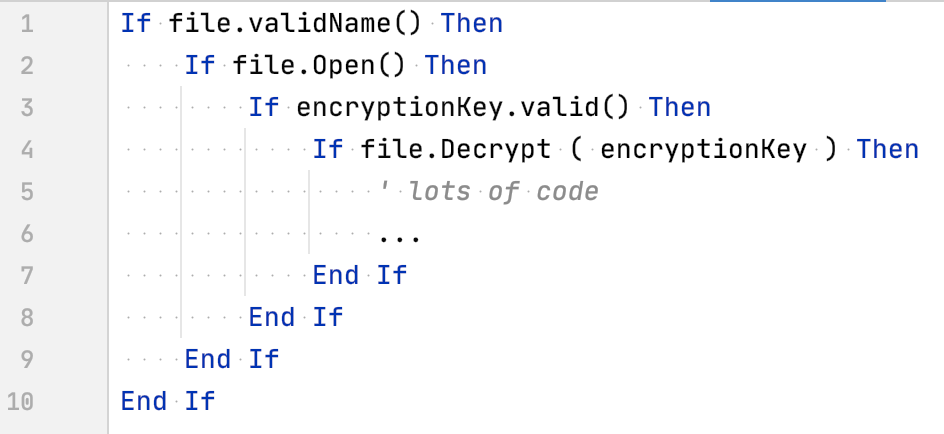 1 If file.validName() Then
2     If file.Open() Then
3         If encryptionKey.valid() Then
4             If file.Decrypt ( encryptionKey ) Then
5                 ' lots of code
6                 ...
7             End If
8         End If
9     End If
10 End If